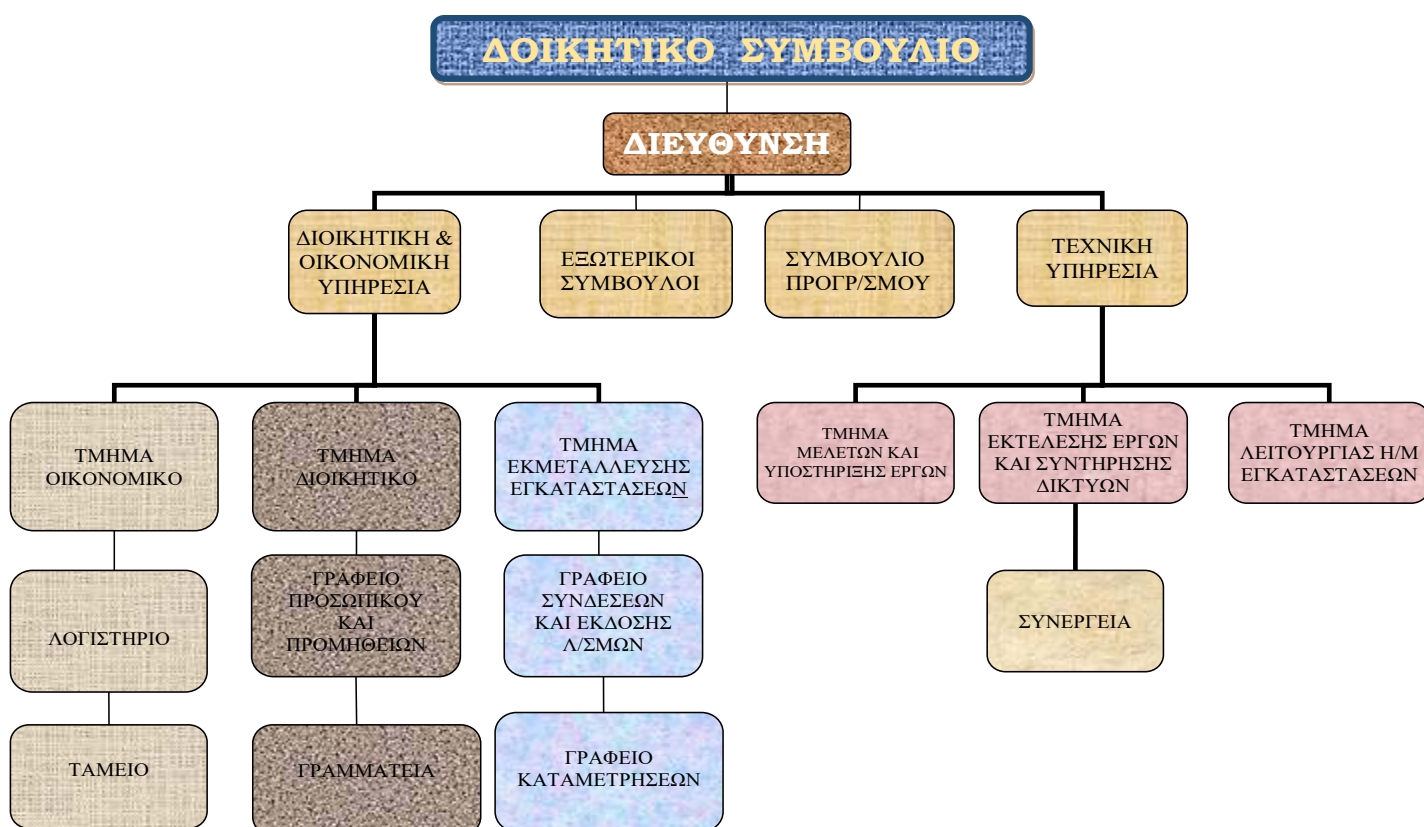 ΔΟΙΚΗΤΙΚΟ ΣΥΜΒΟΥΛΙΟ
ΔΙΕΥΘΥΝΣΗ
ΔΙΟΙΚΗΤΙΚΗ &
ΟΙΚΟΝΟΜΙΚΗ
ΥΠΗΡΕΣΙΑ
ΕΞΩΤΕΡΙΚΟΙ
ΣΥΜΒΟΥΛΟΙ
ΣΥΜΒΟΥΛΙΟ
ΠΡΟΓΡ/ΣΜΟΥ
ΤΕΧΝΙΚΗ
ΥΠΗΡΕΣΙΑ
ΤΜΗΜΑ
ΟΙΚΟΝΟΜΙΚΟ
ΤΜΗΜΑ
ΔΙΟΙΚΗΤΙΚΟ
ΤΜΗΜΑ
ΕΚΜΕΤΑΛΛΕΥΣΗΣ
ΕΓΚΑΤΑΣΤΑΣΕΩΝ
ΤΜΗΜΑ
ΜΕΛΕΤΩΝ ΚΑΙ
ΥΠΟΣΤΗΡΙΞΗΣ ΕΡΓΩΝ
ΤΜΗΜΑ
ΕΚΤΕΛΕΣΗΣ ΕΡΓΩΝ
ΚΑΙ ΣΥΝΤΗΡΗΣΗΣ
ΔΙΚΤΥΩΝ
ΤΜΗΜΑ
ΛΕΙΤΟΥΡΓΙΑΣ Η/Μ
ΕΓΚΑΤΑΣΤΑΣΕΩΝ
ΛΟΓΙΣΤΗΡΙΟ
ΓΡΑΦΕΙΟ
ΠΡΟΣΩΠΙΚΟΥ
ΚΑΙ
ΠΡΟΜΗΘΕΙΩΝ
ΓΡΑΦΕΙΟ
ΣΥΝΔΕΣΕΩΝ
ΚΑΙ ΕΚΔΟΣΗΣ
Λ/ΣΜΩΝ
ΣΥΝΕΡΓΕΙΑ
ΤΑΜΕΙΟ
ΓΡΑΜΜΑΤΕΙΑ
ΓΡΑΦΕΙΟ
ΚΑΤΑΜΕΤΡΗΣΕΩΝ